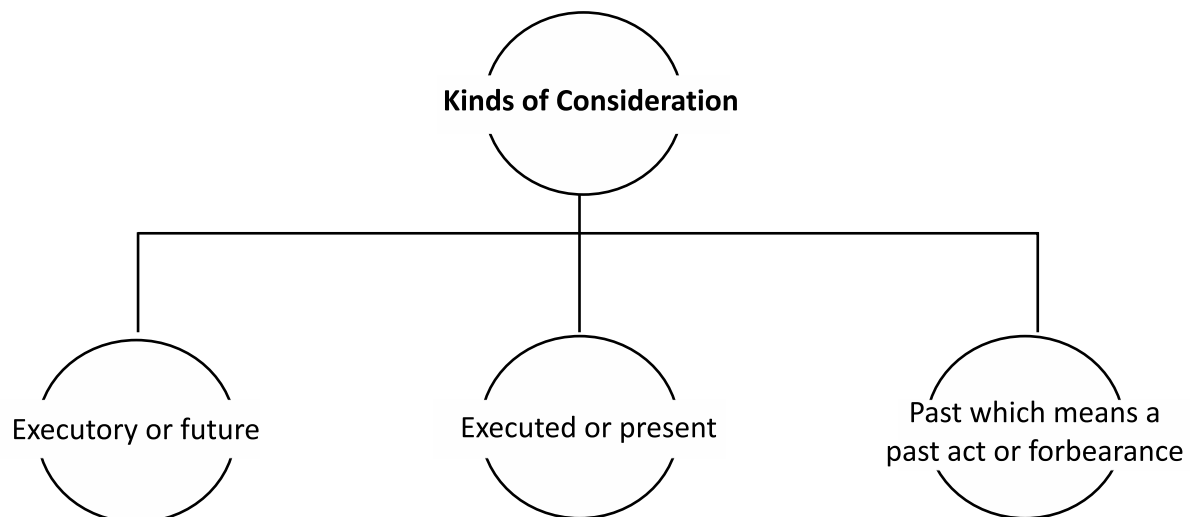 Kinds of Consideration
Executory or future
Executed or present
Past which means a
past act or forbearance